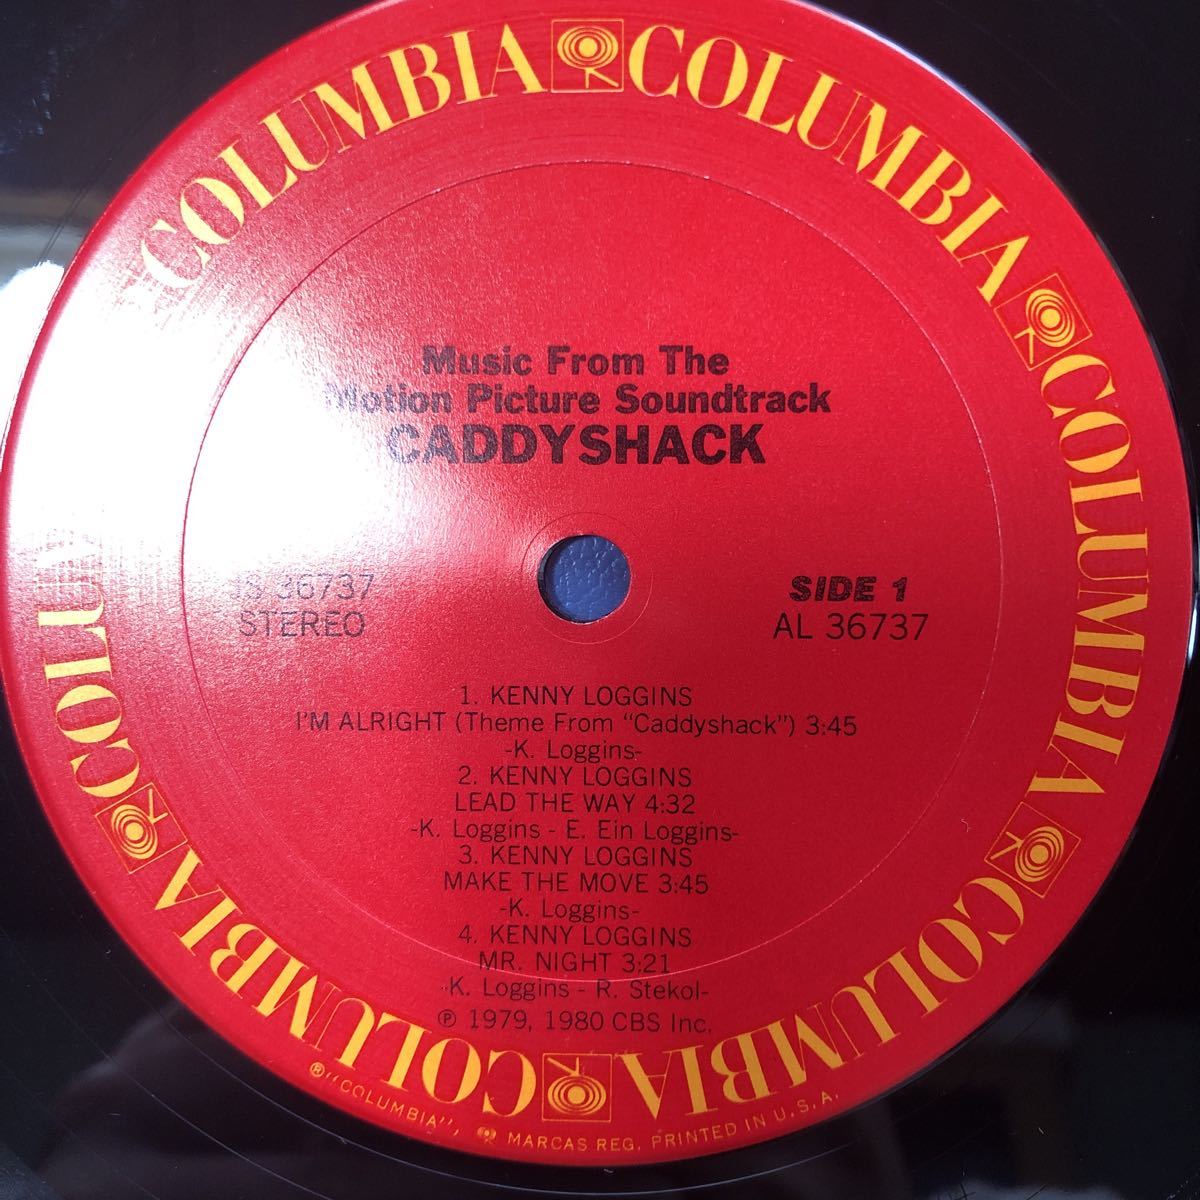 COLUMBIA COLUMBIA COLUMBIA COLUMBIA COLUMBIA COLUMBIA COLUMBIA
Music From The
Motion Picture Soundtrack
CADDYSHACK
JS 36737
STEREO
SIDE 1
AL 36737
1. KENNY LOGGINS
I'M ALRIGHT (Theme From "Caddyshack") 3:45
-K. Loggins-
2. KENNY LOGGINS
LEAD THE WAY 4:32
-K. Loggins - E. Ein Loggins-
3. KENNY LOGGINS
MAKE THE MOVE 3:45
-K. Loggins-
4. KENNY LOGGINS
MR. NIGHT 3:21
-K. Loggins - R. Stekol-
℗ 1979, 1980 CBS Inc.
®"COLUMBIA", MARCAS REG. PRINTED IN U.S.A.